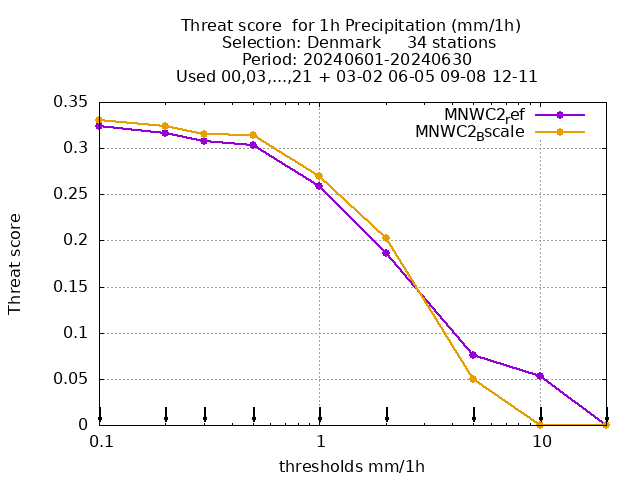 Threat score  for 1h Precipitation (mm/1h)
Selection: Denmark     34 stations
Period: 20240601-20240630
Used 00,03,...,21 + 03-02 06-05 09-08 12-11
MNWC2ref
MNWC2Bscale
0.35
0.3
0.25
0.2
0.15
0.1
0.05
0
Threat score
0.1
1
10
thresholds mm/1h